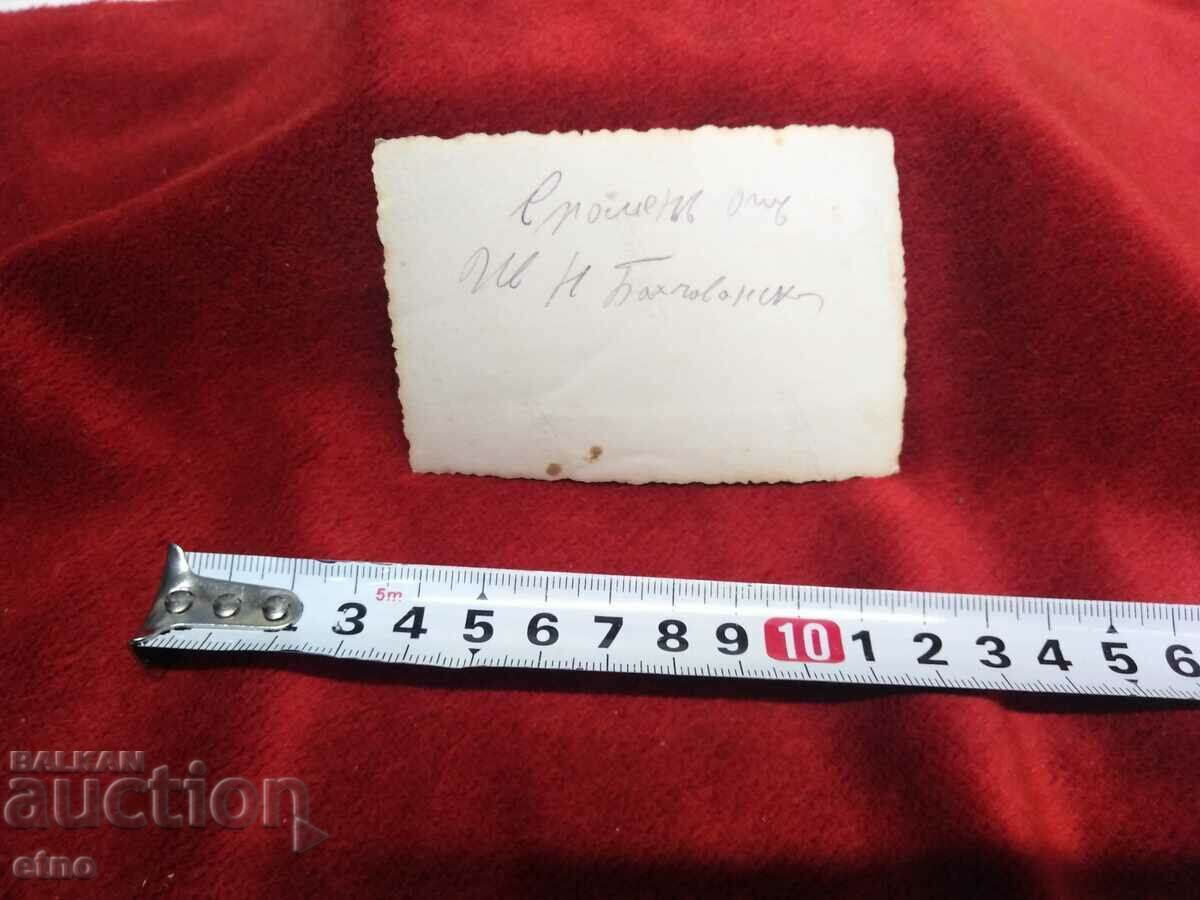 Споменъ отъ
Ив Н Бахчовански
5m
3 4 5 6 7 8 9 10 1 2 3 4 5 6
BALKAN
auction
etno